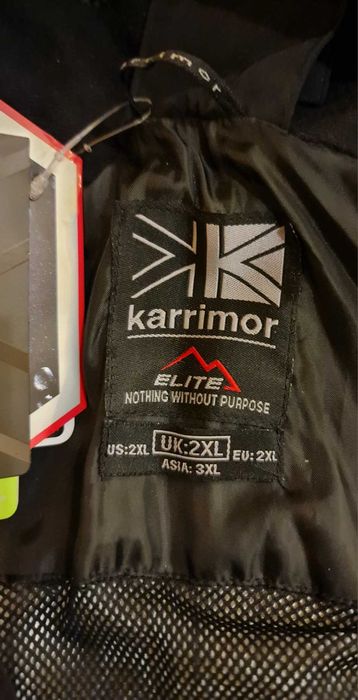 karrimor
ELITE
NOTHING WITHOUT PURPOSE
US:2XL UK:2XL EU:2XL
ASIA: 3XL